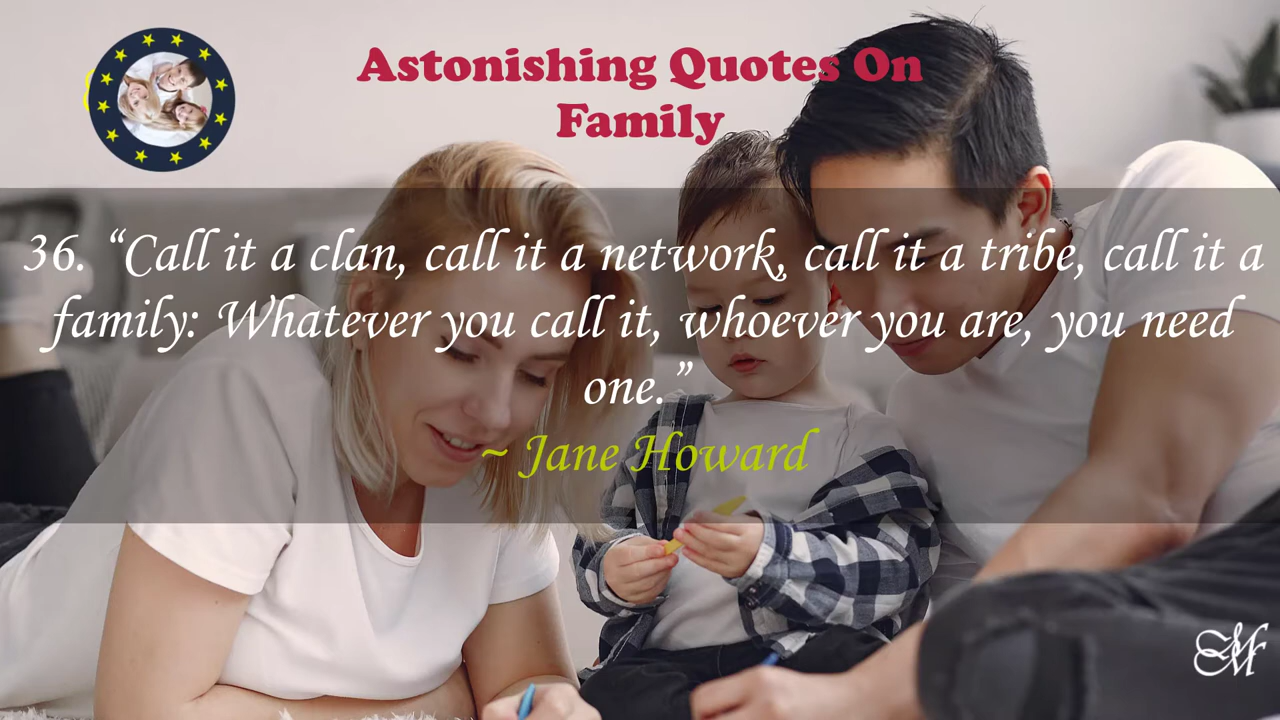 Astonishing Quotes On
Family
36. “Call it a clan, call it a network, call it a tribe, call it a
family: Whatever you call it, whoever you are, you need
one.”
~ Jane Howard